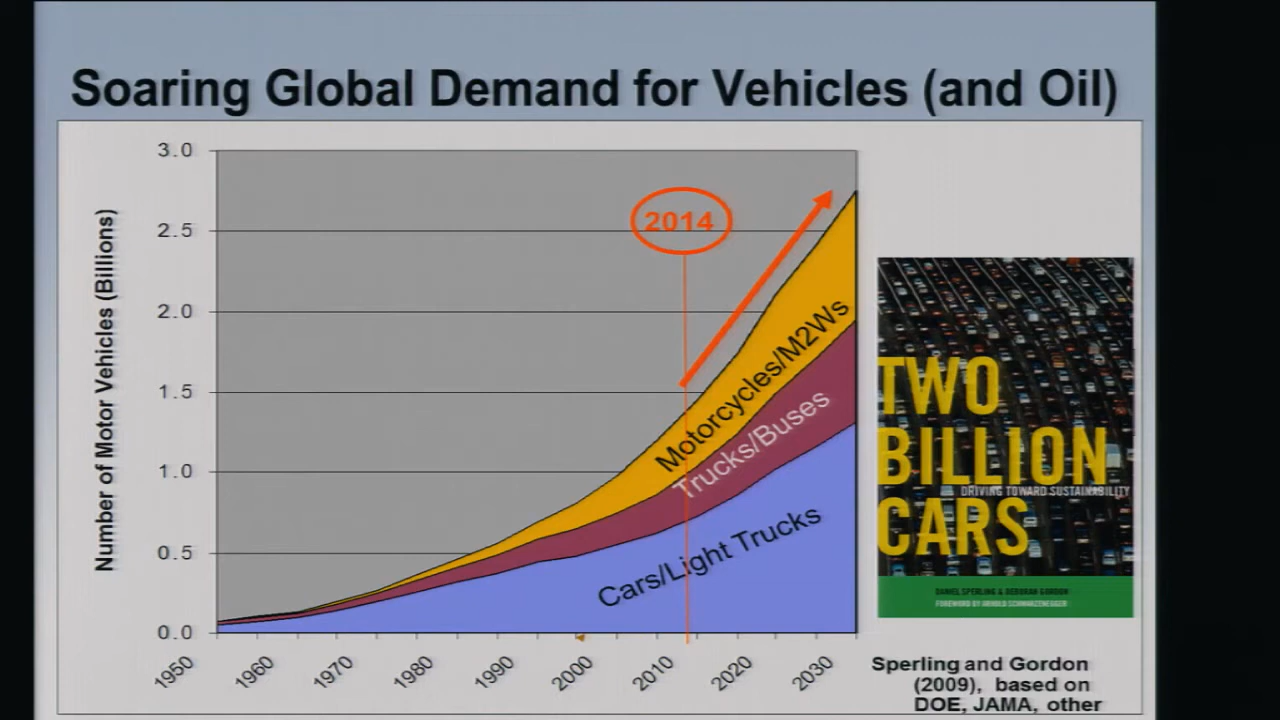 Soaring Global Demand for Vehicles (and Oil)
Number of Motor Vehicles (Billions)
3.0
2.5
2.0
1.5
1.0
0.5
0.0
1950
1960
1970
1980
1990
2000
2010
2020
2030
2014
Motorcycles/M2Ws
Trucks/Buses
Cars/Light Trucks
TWO
BILLION
DRIVING TOWARD SUSTAINABILITY
CARS
DANIEL SPERLING & DEBORAH GORDON
FOREWORD BY ARNOLD SCHWARZENEGGER
Sperling and Gordon
(2009), based on
DOE, JAMA, other